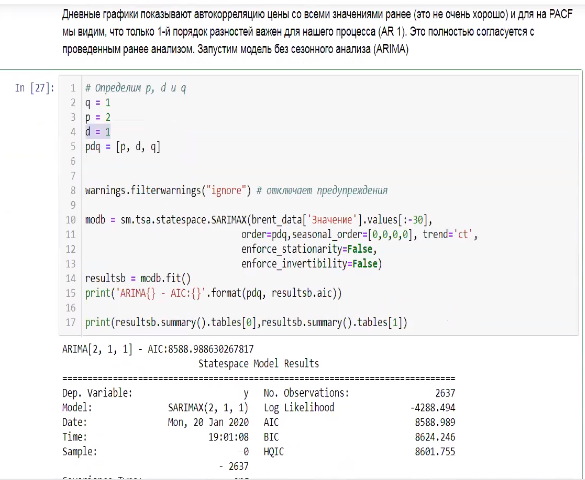 Дневные графики показывают автокорреляцию цены со всеми значениями ранее (это не очень хорошо) и для на PACF
мы видим, что только 1-й порядок разностей важен для нашего процесса (AR 1). Это полностью согласуется с
проведенным ранее анализом. Запустим модель без сезонного анализа (ARIMA)
In [27]:
1 # Определим p, d и q
2 q = 1
3 p = 2
4 d = 1
5 pdq = [p, d, q]
6
7
8 warnings.filterwarnings("ignore") # отключает предупреждения
9
10 modb = sm.tsa.statespace.SARIMAX(brent_data['Значение'].values[:-30],
11 order=pdq,seasonal_order=[0,0,0,0], trend='ct',
12 enforce_stationarity=False,
13 enforce_invertibility=False)
14 resultsb = modb.fit()
15 print('ARIMA{} - AIC:{}'.format(pdq, resultsb.aic))
16
17 print(resultsb.summary().tables[0],resultsb.summary().tables[1])
ARIMA[2, 1, 1] - AIC:8588.988630267817
Statespace Model Results
==============================================================================
Dep. Variable: y No. Observations: 2637
Model: SARIMAX(2, 1, 1) Log Likelihood -4288.494
Date: Mon, 20 Jan 2020 AIC 8588.989
Time: 19:01:08 BIC 8624.246
Sample: 0 HQIC 8601.755
- 2637